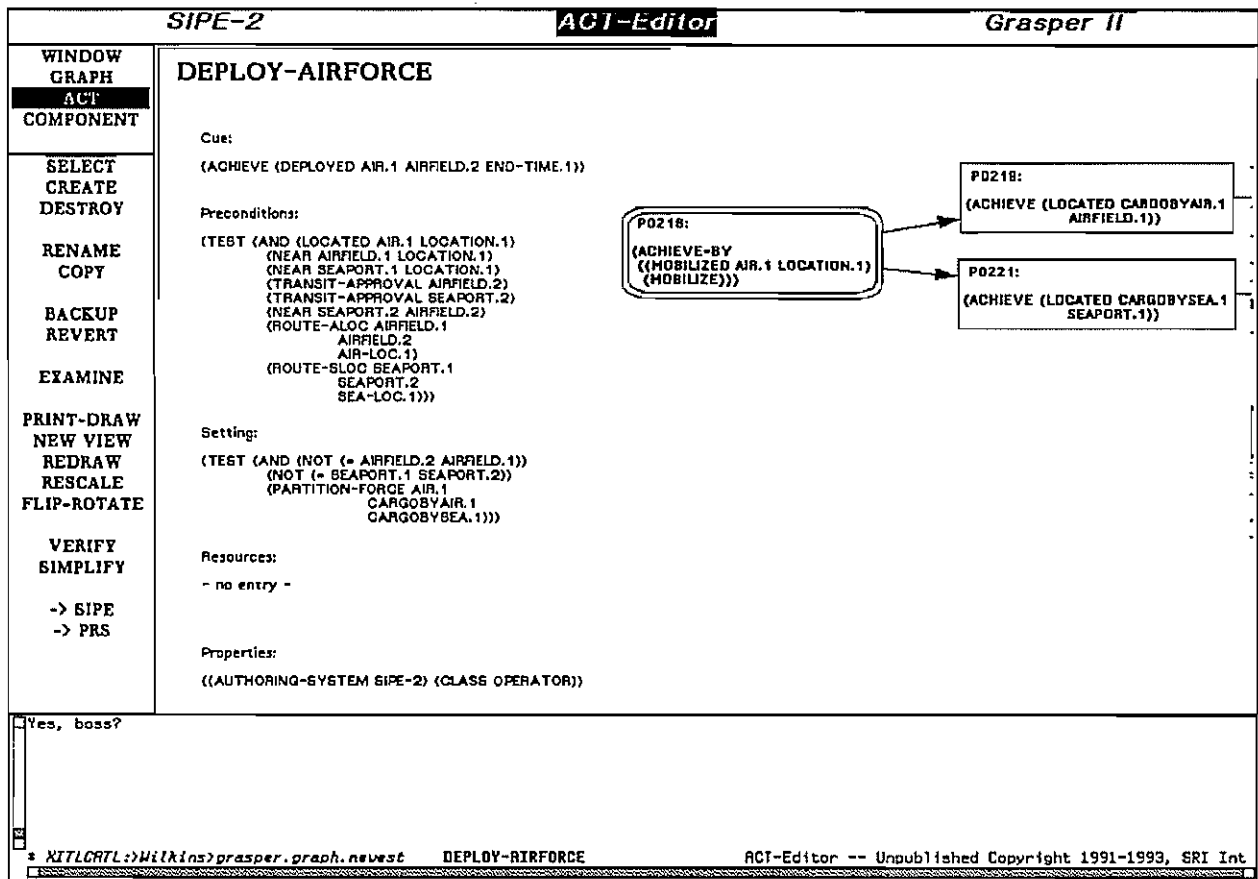 SIPE-2 ACT-Editor Grasper II
WINDOW
GRAPH
ACT
COMPONENT
SELECT
CREATE
DESTROY
RENAME
COPY
BACKUP
REVERT
EXAMINE
PRINT-DRAW
NEW VIEW
REDRAW
RESCALE
FLIP-ROTATE
VERIFY
SIMPLIFY
-> SIPE
-> PRS
DEPLOY-AIRFORCE
Cue:
(ACHIEVE (DEPLOYED AIR.1 AIRFIELD.2 END-TIME.1))
Preconditions:
(TEST (AND (LOCATED AIR.1 LOCATION.1)
(NEAR AIRFIELD.1 LOCATION.1)
(NEAR SEAPORT.1 LOCATION.1)
(TRANSIT-APPROVAL AIRFIELD.2)
(TRANSIT-APPROVAL SEAPORT.2)
(NEAR SEAPORT.2 AIRFIELD.2)
(ROUTE-ALOC AIRFIELD.1
AIRFIELD.2
AIR-LOC.1)
(ROUTE-SLOC SEAPORT.1
SEAPORT.2
SEA-LOC.1)))
Setting:
(TEST (AND (NOT (= AIRFIELD.2 AIRFIELD.1))
(NOT (= SEAPORT.1 SEAPORT.2))
(PARTITION-FORCE AIR.1
CARGOBYAIR.1
CARGOBYSEA.1)))
Resources:
- no entry -
Properties:
((AUTHORING-SYSTEM SIPE-2) (CLASS OPERATOR))
P0216:
(ACHIEVE-BY
((MOBILIZED AIR.1 LOCATION.1)
(MOBILIZE)))
P0219:
(ACHIEVE (LOCATED CARGOBYAIR.1
AIRFIELD.1))
P0221:
(ACHIEVE (LOCATED CARGOBYSEA.1
SEAPORT.1))
Yes, boss?
* XITLCATL:>Wilkins>grasper.graph.newest DEPLOY-AIRFORCE ACT-Editor -- Unpublished Copyright 1991-1993, SRI Int